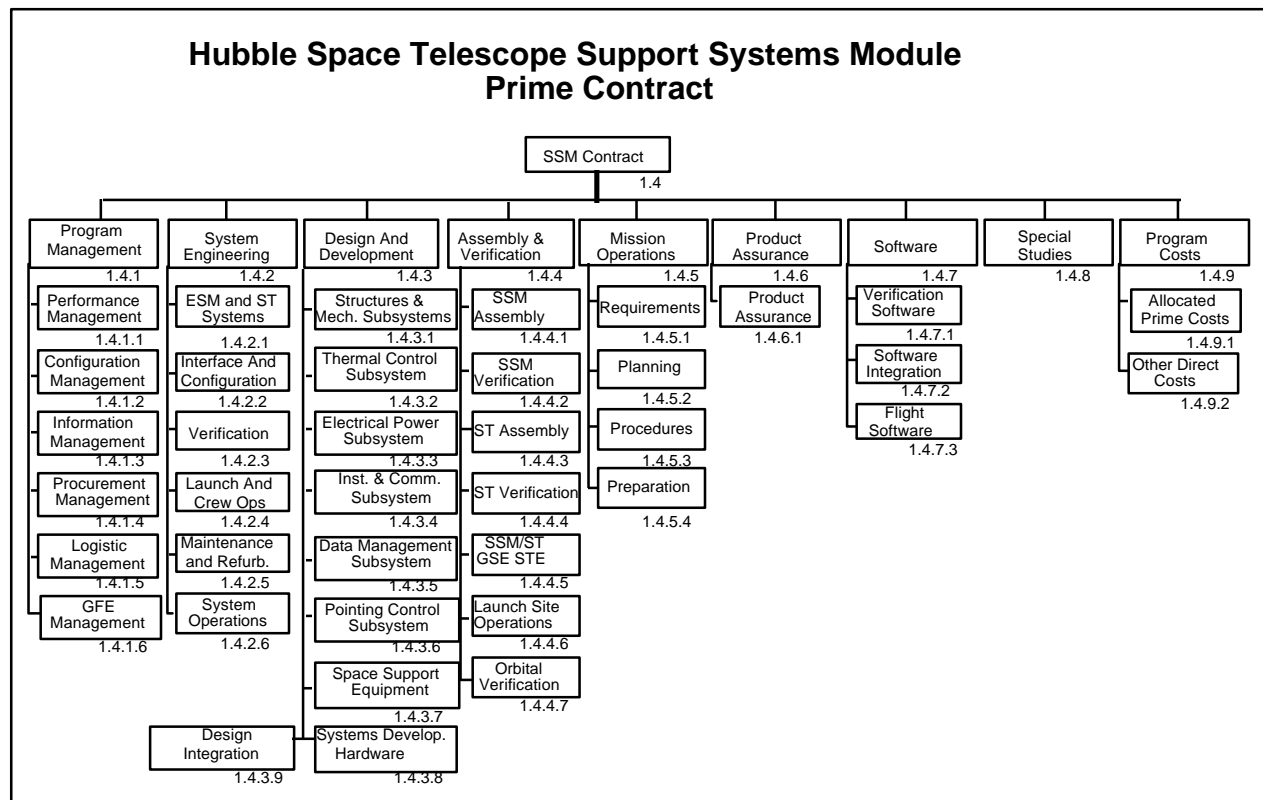 Hubble Space Telescope Support Systems Module
Prime Contract
SSM Contract
1.4
Program
Management
1.4.1
Performance
Management
1.4.1.1
Configuration
Management
1.4.1.2
Information
Management
1.4.1.3
Procurement
Management
1.4.1.4
Logistic
Management
1.4.1.5
GFE
Management
1.4.1.6
System
Engineering
1.4.2
ESM and ST
Systems
1.4.2.1
Interface And
Configuration
1.4.2.2
Verification
1.4.2.3
Launch And
Crew Ops
1.4.2.4
Maintenance
and Refurb.
1.4.2.5
System
Operations
1.4.2.6
Design And
Development
1.4.3
Structures &
Mech. Subsystems
1.4.3.1
Thermal Control
Subsystem
1.4.3.2
Electrical Power
Subsystem
1.4.3.3
Inst. & Comm.
Subsystem
1.4.3.4
Data Management
Subsystem
1.4.3.5
Pointing Control
Subsystem
1.4.3.6
Space Support
Equipment
1.4.3.7
Systems Develop.
Hardware
1.4.3.8
Design
Integration
1.4.3.9
Assembly &
Verification
1.4.4
SSM
Assembly
1.4.4.1
SSM
Verification
1.4.4.2
ST Assembly
1.4.4.3
ST Verification
1.4.4.4
SSM/ST
GSE STE
1.4.4.5
Launch Site
Operations
1.4.4.6
Orbital
Verification
1.4.4.7
Mission
Operations
1.4.5
Requirements
1.4.5.1
Planning
1.4.5.2
Procedures
1.4.5.3
Preparation
1.4.5.4
Product
Assurance
1.4.6
Product
Assurance
1.4.6.1
Software
1.4.7
Verification
Software
1.4.7.1
Software
Integration
1.4.7.2
Flight
Software
1.4.7.3
Special
Studies
1.4.8
Program
Costs
1.4.9
Allocated
Prime Costs
1.4.9.1
Other Direct
Costs
1.4.9.2